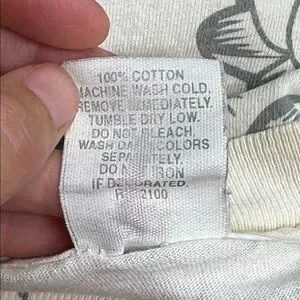 100% COTTON
MACHINE WASH COLD.
REMOVE IMMEDIATELY.
TUMBLE DRY LOW.
DO NOT BLEACH.
WASH DARK COLORS
SEPARATELY.
DO NOT IRON
IF DECORATED.
2100